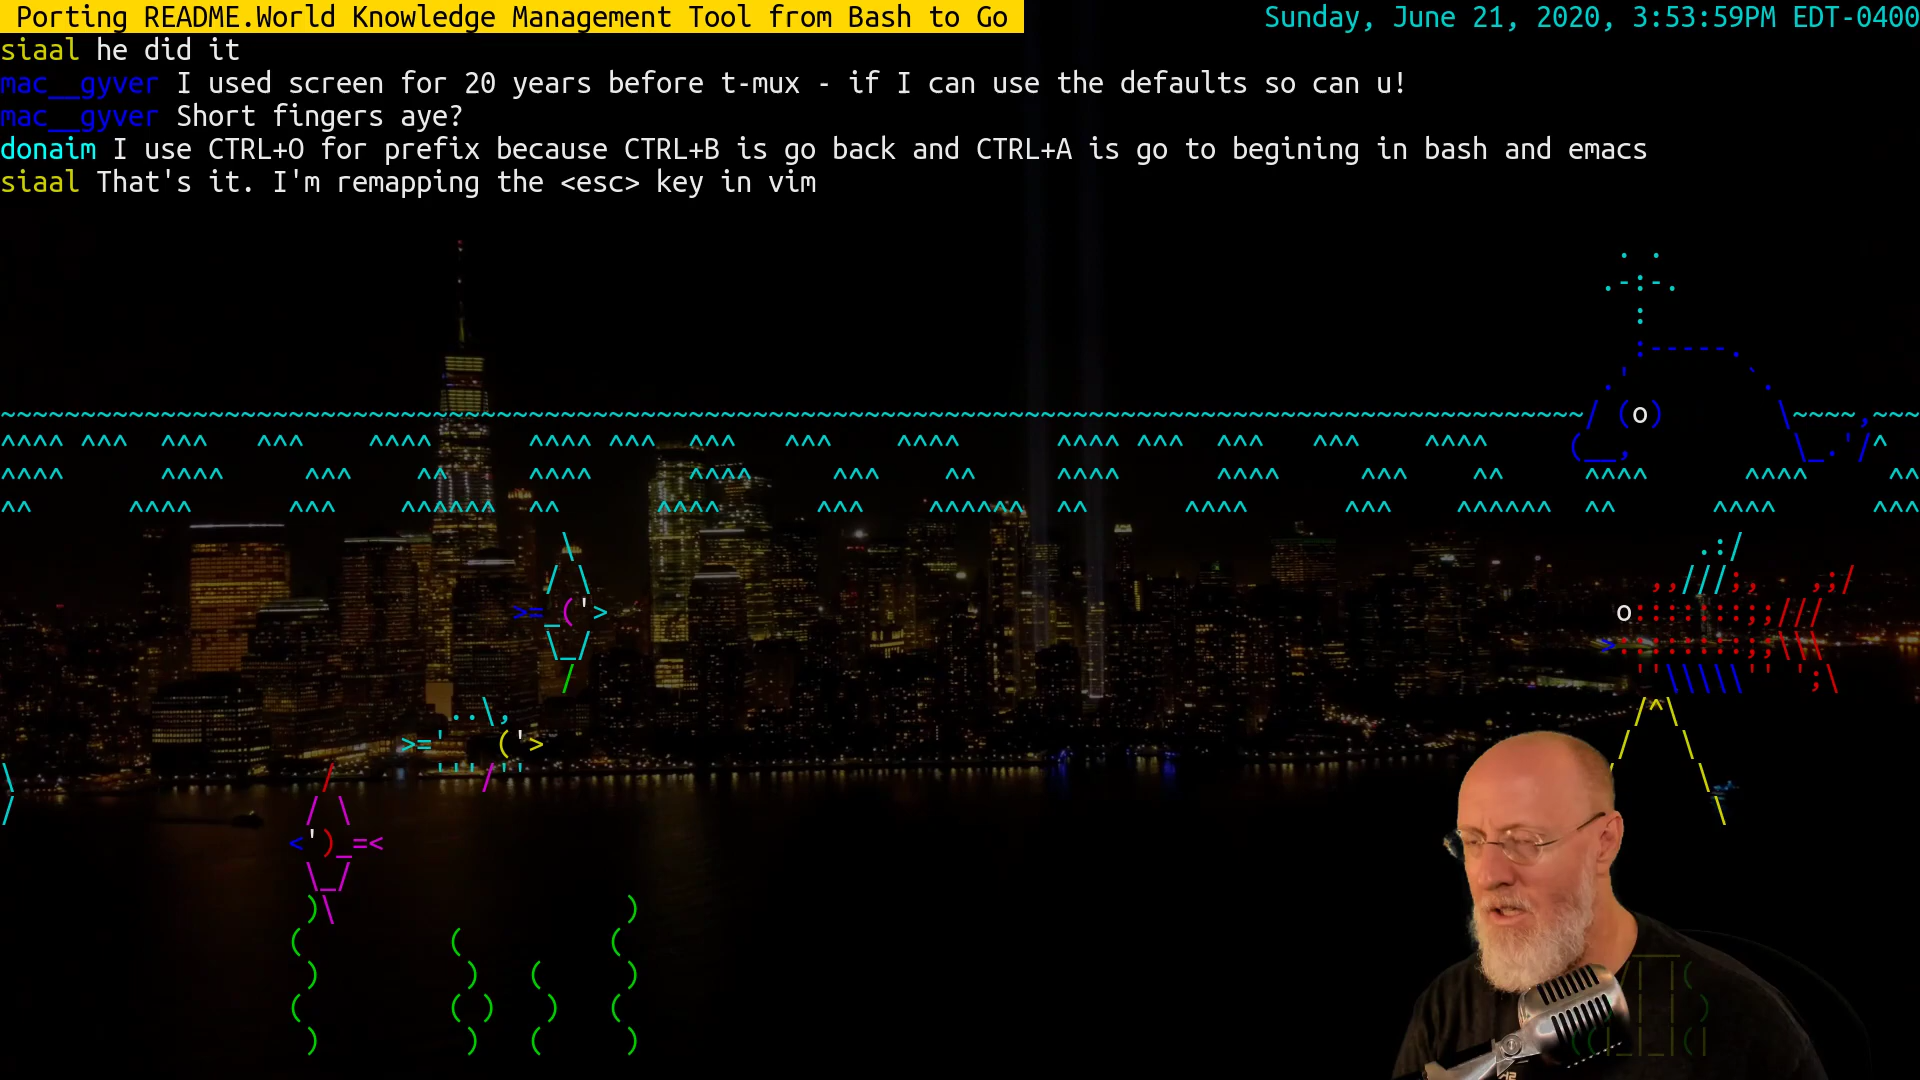 Porting README.World Knowledge Management Tool from Bash to Go
Sunday, June 21, 2020, 3:53:59PM EDT-0400
siaal he did it
mac__gyver I used screen for 20 years before t-mux - if I can use the defaults so can u!
mac__gyver Short fingers aye?
donaim I use CTRL+O for prefix because CTRL+B is go back and CTRL+A is go to begining in bash and emacs
siaal That's it. I'm remapping the <esc> key in vim